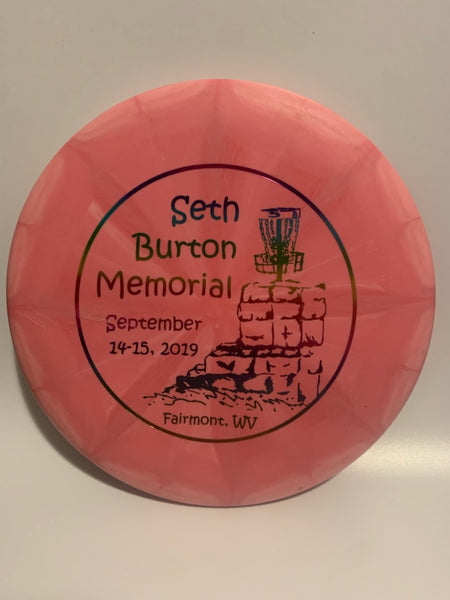 Seth
Burton
Memorial
September
14-15, 2019
Fairmont, WV